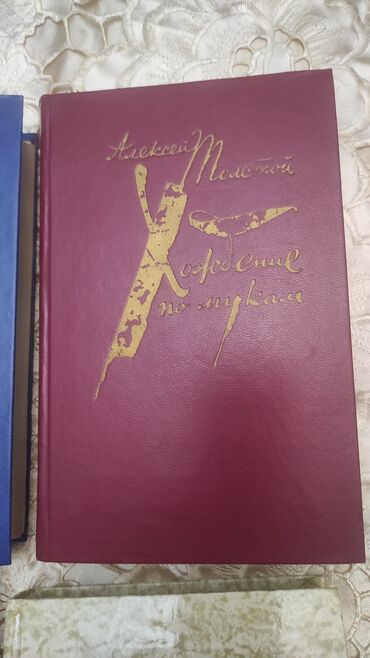 Алексей Толстой
Хождение
по мукам